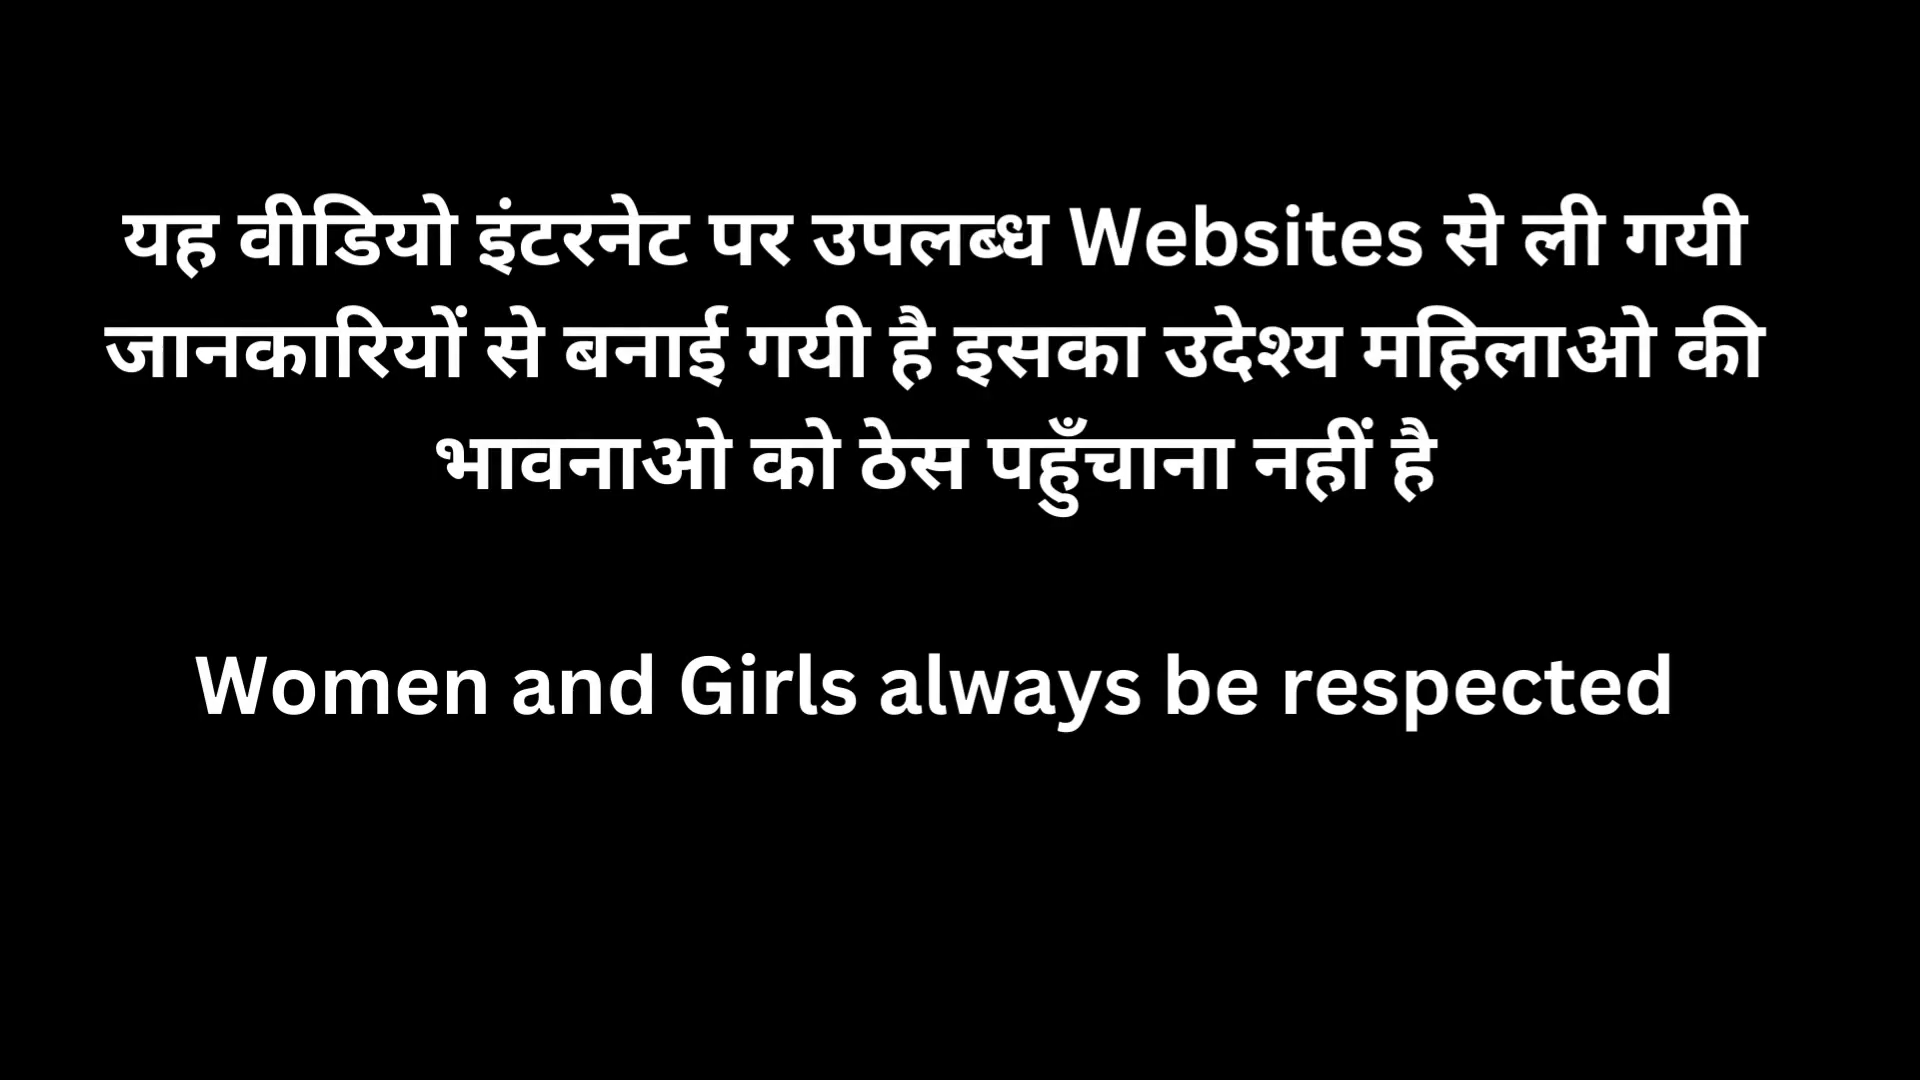 यह वीडियो इंटरनेट पर उपलब्ध Websites से ली गयी
जानकारियों से बनाई गयी है इसका उदेश्य महिलाओ की
भावनाओ को ठेस पहुँचाना नहीं है
Women and Girls always be respected